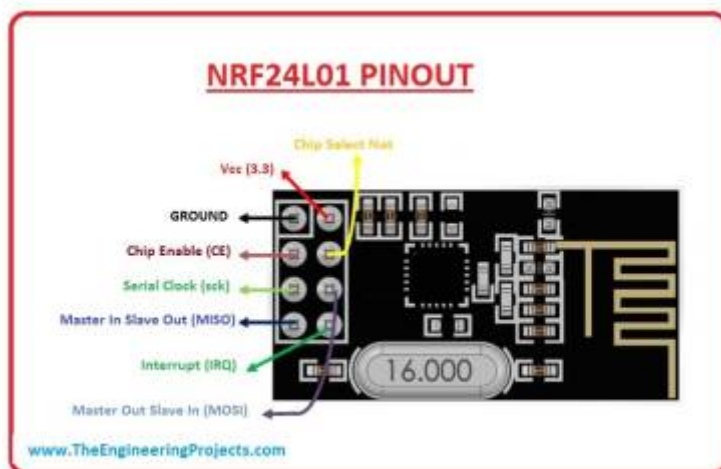 NRF24L01 PINOUT
Chip Select Not
Vcc (3.3)
GROUND
Chip Enable (CE)
Serial Clock (sck)
Master In Slave Out (MISO)
Interrupt (IRQ)
16.000
Master Out Slave In (MOSI)
www.TheEngineeringProjects.com